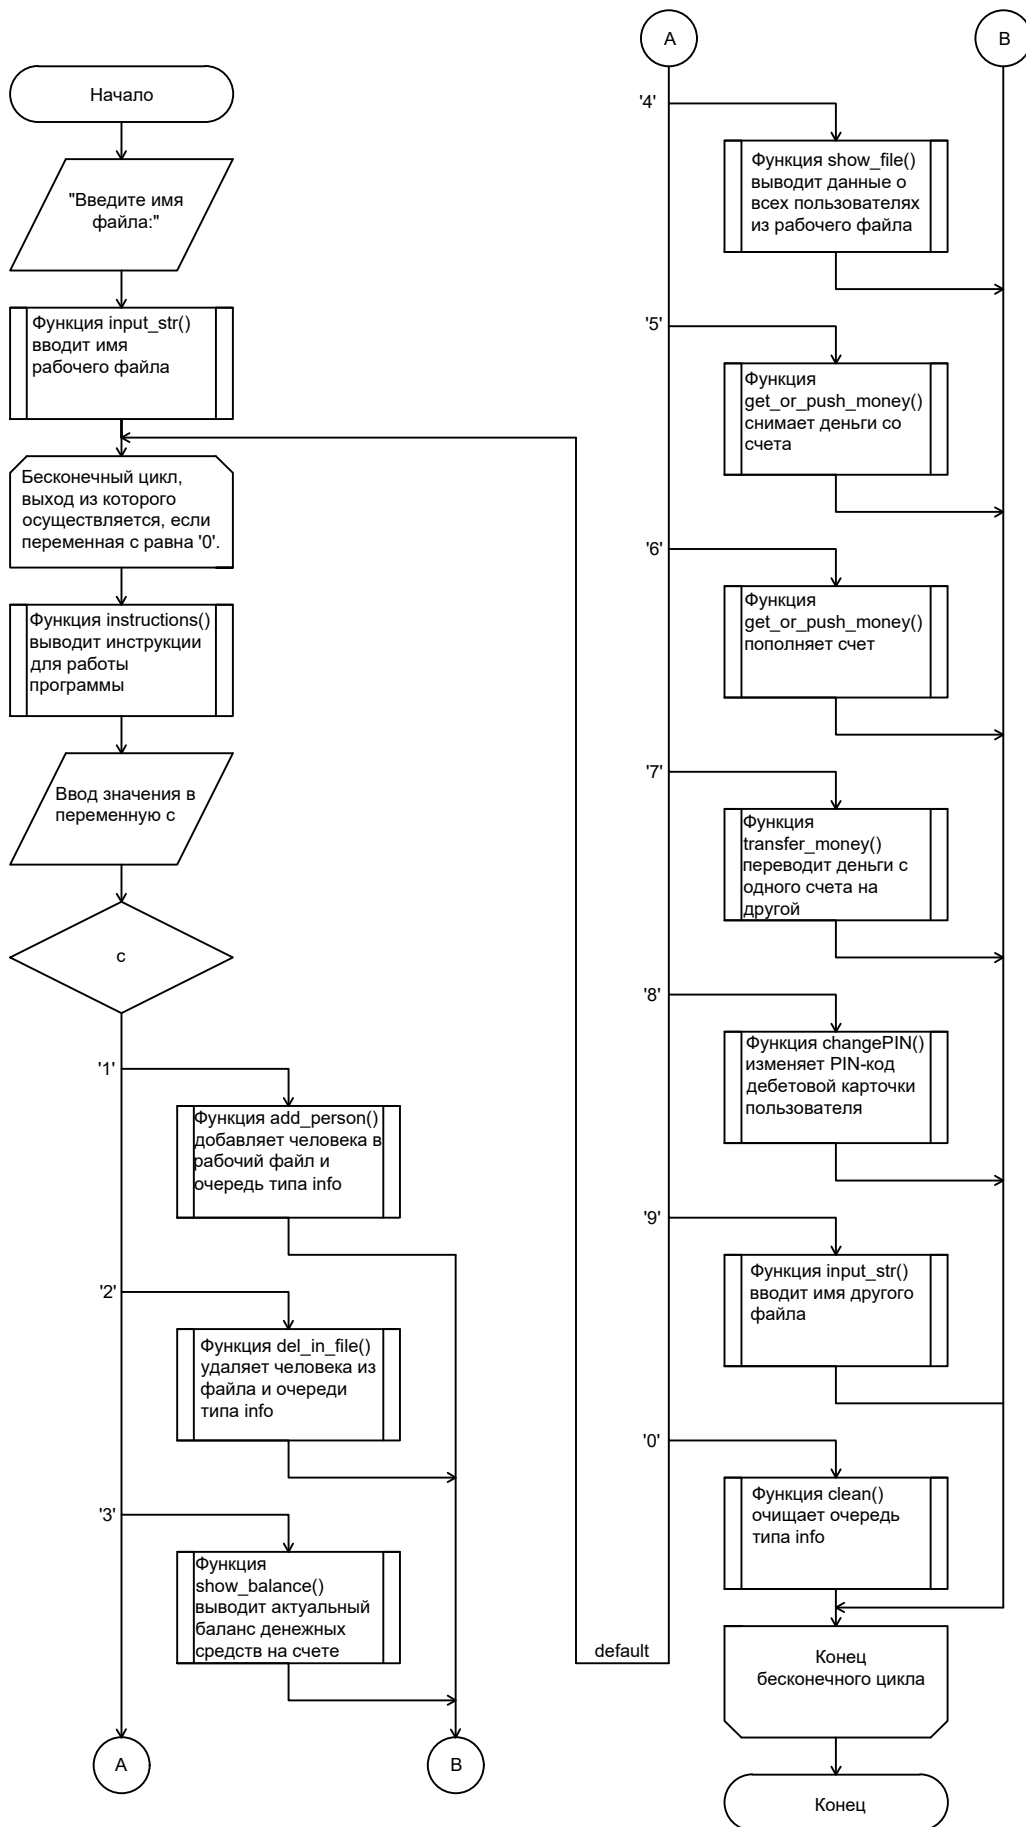 Начало
"Введите имя
файла:"
Функция input_str()
вводит имя
рабочего файла
Бесконечный цикл,
выход из которого
осуществляется, если
переменная с равна '0'.
Функция instructions()
выводит инструкции
для работы
программы
Ввод значения в
переменную с
с
'1'
Функция add_person()
добавляет человека в
рабочий файл и
очередь типа info
'2'
Функция del_in_file()
удаляет человека из
файла и очереди
типа info
'3'
Функция
show_balance()
выводит актуальный
баланс денежных
средств на счете
A
B
A
B
'4'
Функция show_file()
выводит данные о
всех пользователях
из рабочего файла
'5'
Функция
get_or_push_money()
снимает деньги со
счета
'6'
Функция
get_or_push_money()
пополняет счет
'7'
Функция
transfer_money()
переводит деньги с
одного счета на
другой
'8'
Функция changePIN()
изменяет PIN-код
дебетовой карточки
пользователя
'9'
Функция input_str()
вводит имя другого
файла
'0'
Функция clean()
очищает очередь
типа info
default
Конец
бесконечного цикла
Конец